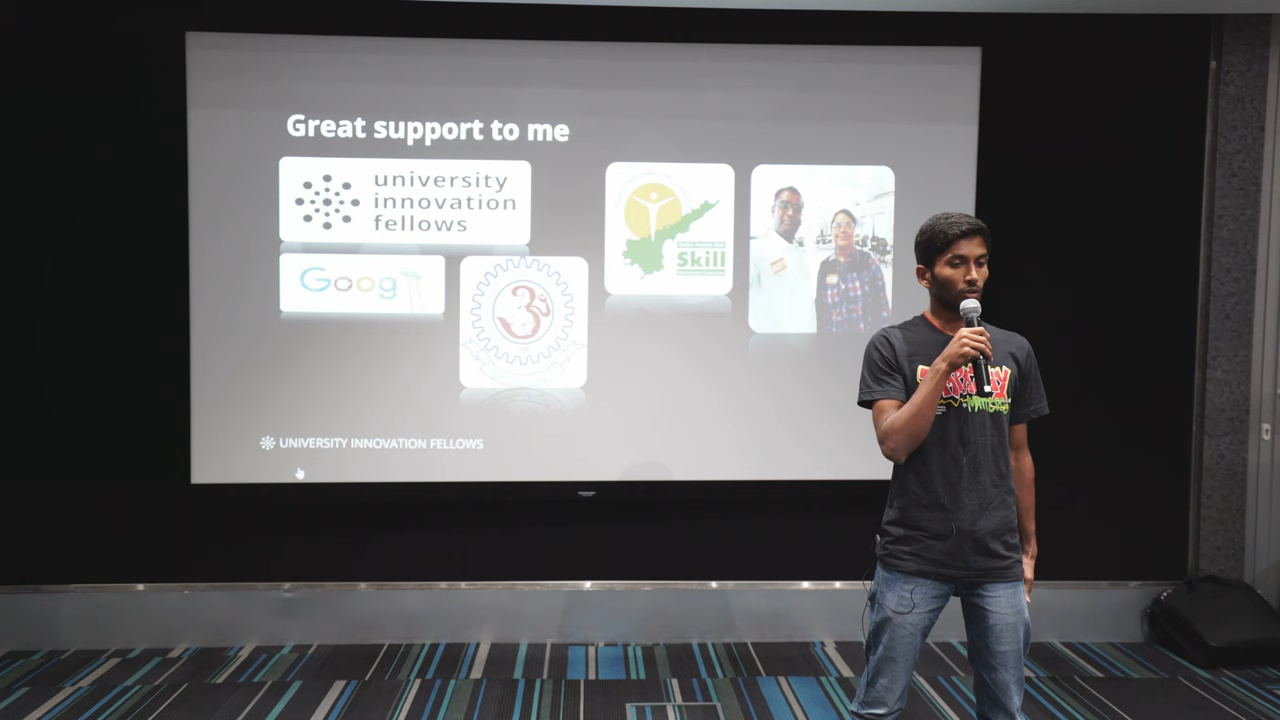 Great support to me
university
innovation
fellows
Goog
Skill
UNIVERSITY INNOVATION FELLOWS